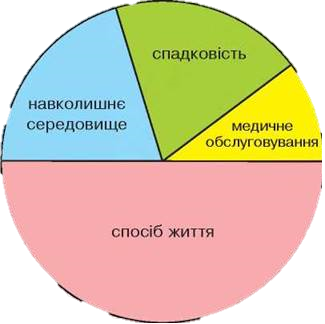 спадковість
навколишнє
середовище
медичне
обслуговування
спосіб життя